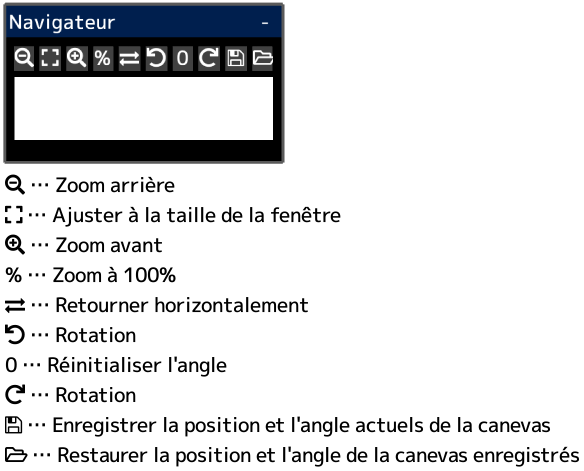 Navigateur -
% 0
… Zoom arrière
… Ajuster à la taille de la fenêtre
… Zoom avant
% … Zoom à 100%
… Retourner horizontalement
… Rotation
0 … Réinitialiser l'angle
… Rotation
… Enregistrer la position et l'angle actuels de la canevas
… Restaurer la position et l'angle de la canevas enregistrés